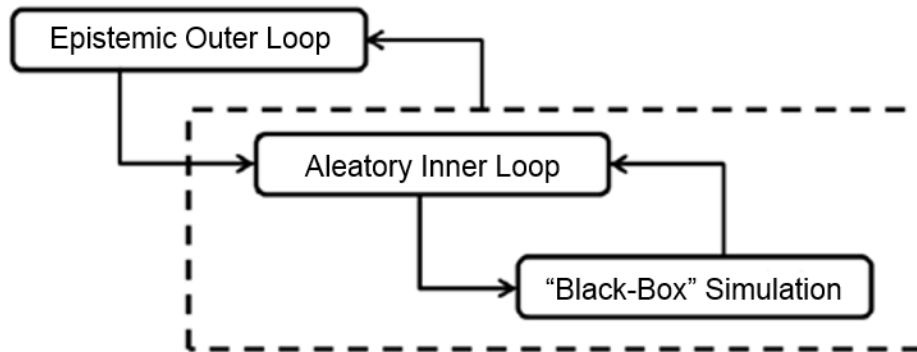 Epistemic Outer Loop
Aleatory Inner Loop
“Black-Box” Simulation